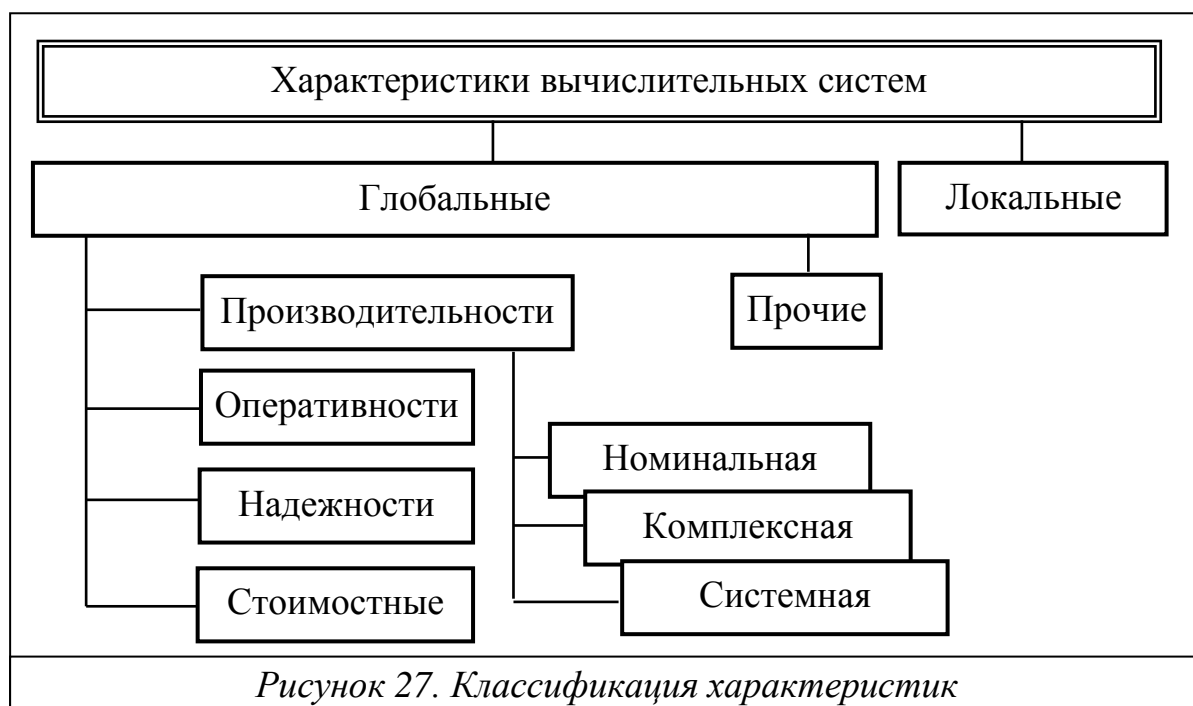 Характеристики вычислительных систем
Глобальные
Локальные
Производительности
Прочие
Оперативности
Номинальная
Надежности
Комплексная
Стоимостные
Системная
Рисунок 27. Классификация характеристик